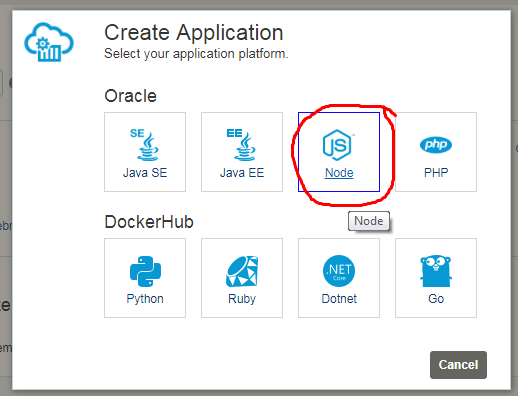 Create Application
Select your application platform.
Oracle
SE
EE
JS
php
Java SE
Java EE
Node
PHP
Node
DockerHub
.NET
Core
Python
Ruby
Dotnet
Go
Cancel